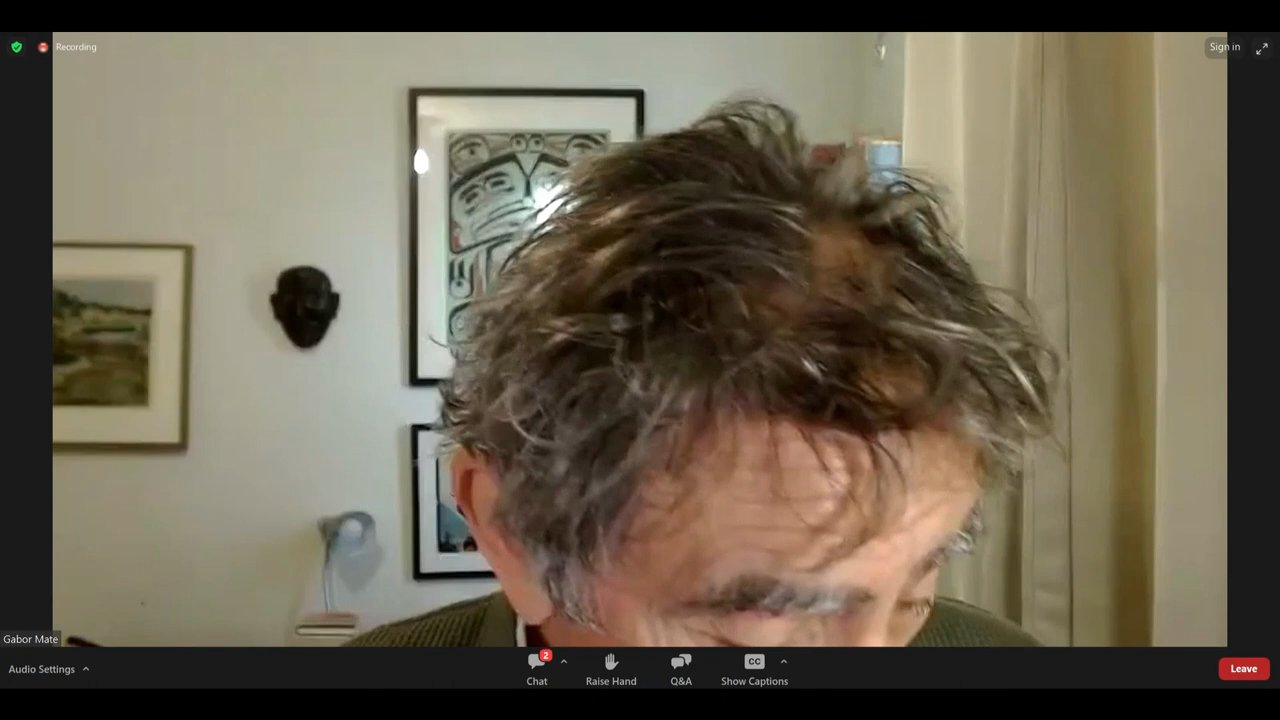 Recording
Sign in
Gabor Mate
Audio Settings
2
Chat
Raise Hand
Q&A
CC
Show Captions
Leave